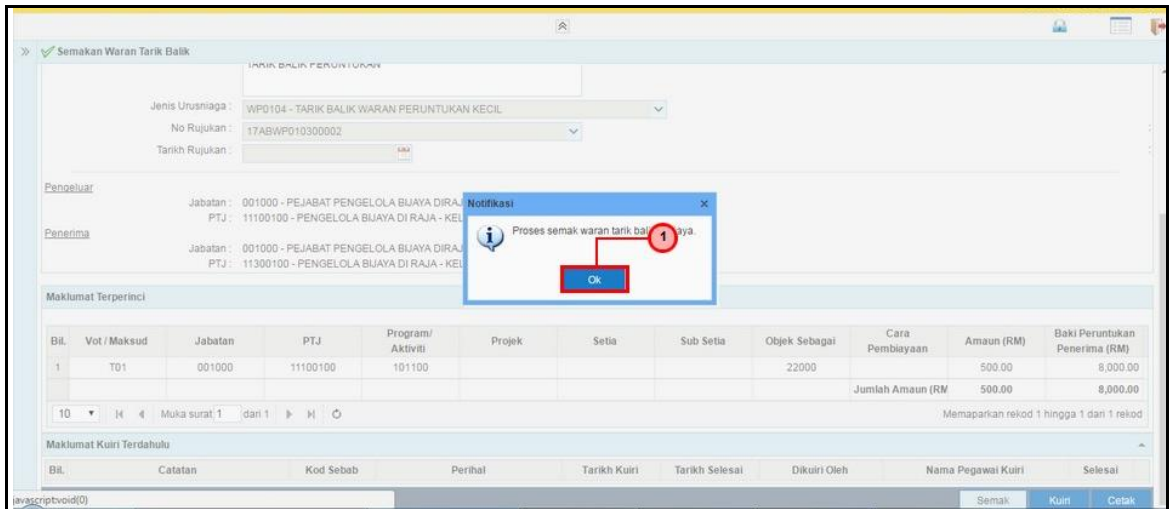 Semakan Waran Tarik Balik
TARIK BALIK PERUNTUKAN
Jenis Urusniaga : WP0104 - TARIK BALIK WARAN PERUNTUKAN KECIL
No Rujukan : 17ABWP010300002
Tarikh Rujukan :
Pengeluar
Jabatan : 001000 - PEJABAT PENGELOLA BIJAYA DIRAJ
PTJ : 11100100 - PENGELOLA BIJAYA DI RAJA - KEL
Penerima
Jabatan : 001000 - PEJABAT PENGELOLA BIJAYA DIRAJ
PTJ : 11300100 - PENGELOLA BIJAYA DI RAJA - KEL
Notifikasi
Proses semak waran tarik bali jaya.
1
Ok
Maklumat Terperinci
Bil. Vot / Maksud Jabatan PTJ Program/ Aktiviti Projek Setia Sub Setia Objek Sebagai Cara Pembiayaan Amaun (RM) Baki Peruntukan Penerima (RM)
1 T01 001000 11100100 101100 22000 500.00 8,000.00
Jumlah Amaun (RM 500.00 8,000.00
10 Muka surat 1 dari 1 Memaparkan rekod 1 hingga 1 dari 1 rekod
Maklumat Kuiri Terdahulu
Bil. Catatan Kod Sebab Perihal Tarikh Kuiri Tarikh Selesai Dikuiri Oleh Nama Pegawai Kuiri Selesai
javascript:void(0) Semak Kuiri Cetak